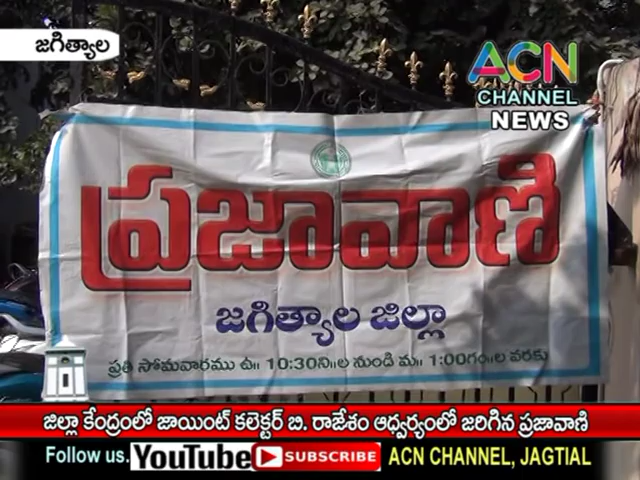 జగిత్యాల
ACN
CHANNEL
NEWS
ప్రజావాణి
జగిత్యాల జిల్లా
ప్రతి సోమవారము ఉ॥ 10:30ని॥ల నుండి మ॥ 1:00గం॥ల వరకు
జిల్లా కేంద్రంలో జాయింట్ కలెక్టర్ బి. రాజేశం ఆధ్వర్యంలో జరిగిన ప్రజావాణి
Follow us. YouTube SUBSCRIBE ACN CHANNEL, JAGTIAL